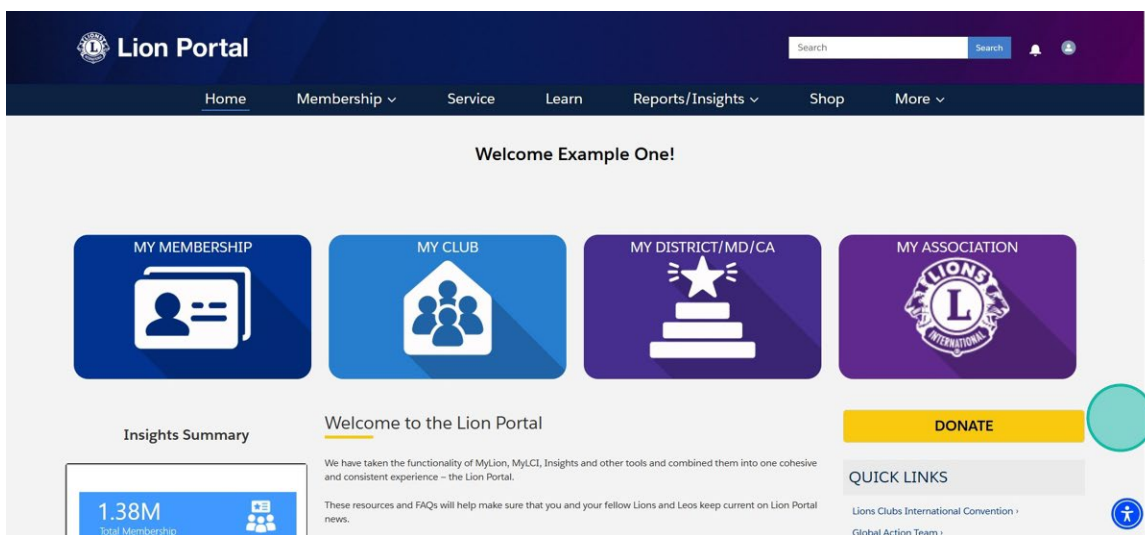 Lion Portal
Search
Search
Home
Membership
Service
Learn
Reports/Insights
Shop
More
Welcome Example One!
MY MEMBERSHIP
MY CLUB
MY DISTRICT/MD/CA
MY ASSOCIATION
LIONS
L
INTERNATIONAL
Insights Summary
1.38M
Total Membership
Welcome to the Lion Portal
We have taken the functionality of MyLion, MyLCI, Insights and other tools and combined them into one cohesive
and consistent experience – the Lion Portal.
These resources and FAQs will help make sure that you and your fellow Lions and Leos keep current on Lion Portal
news.
DONATE
QUICK LINKS
Lions Clubs International Convention ›
Global Action Team ›